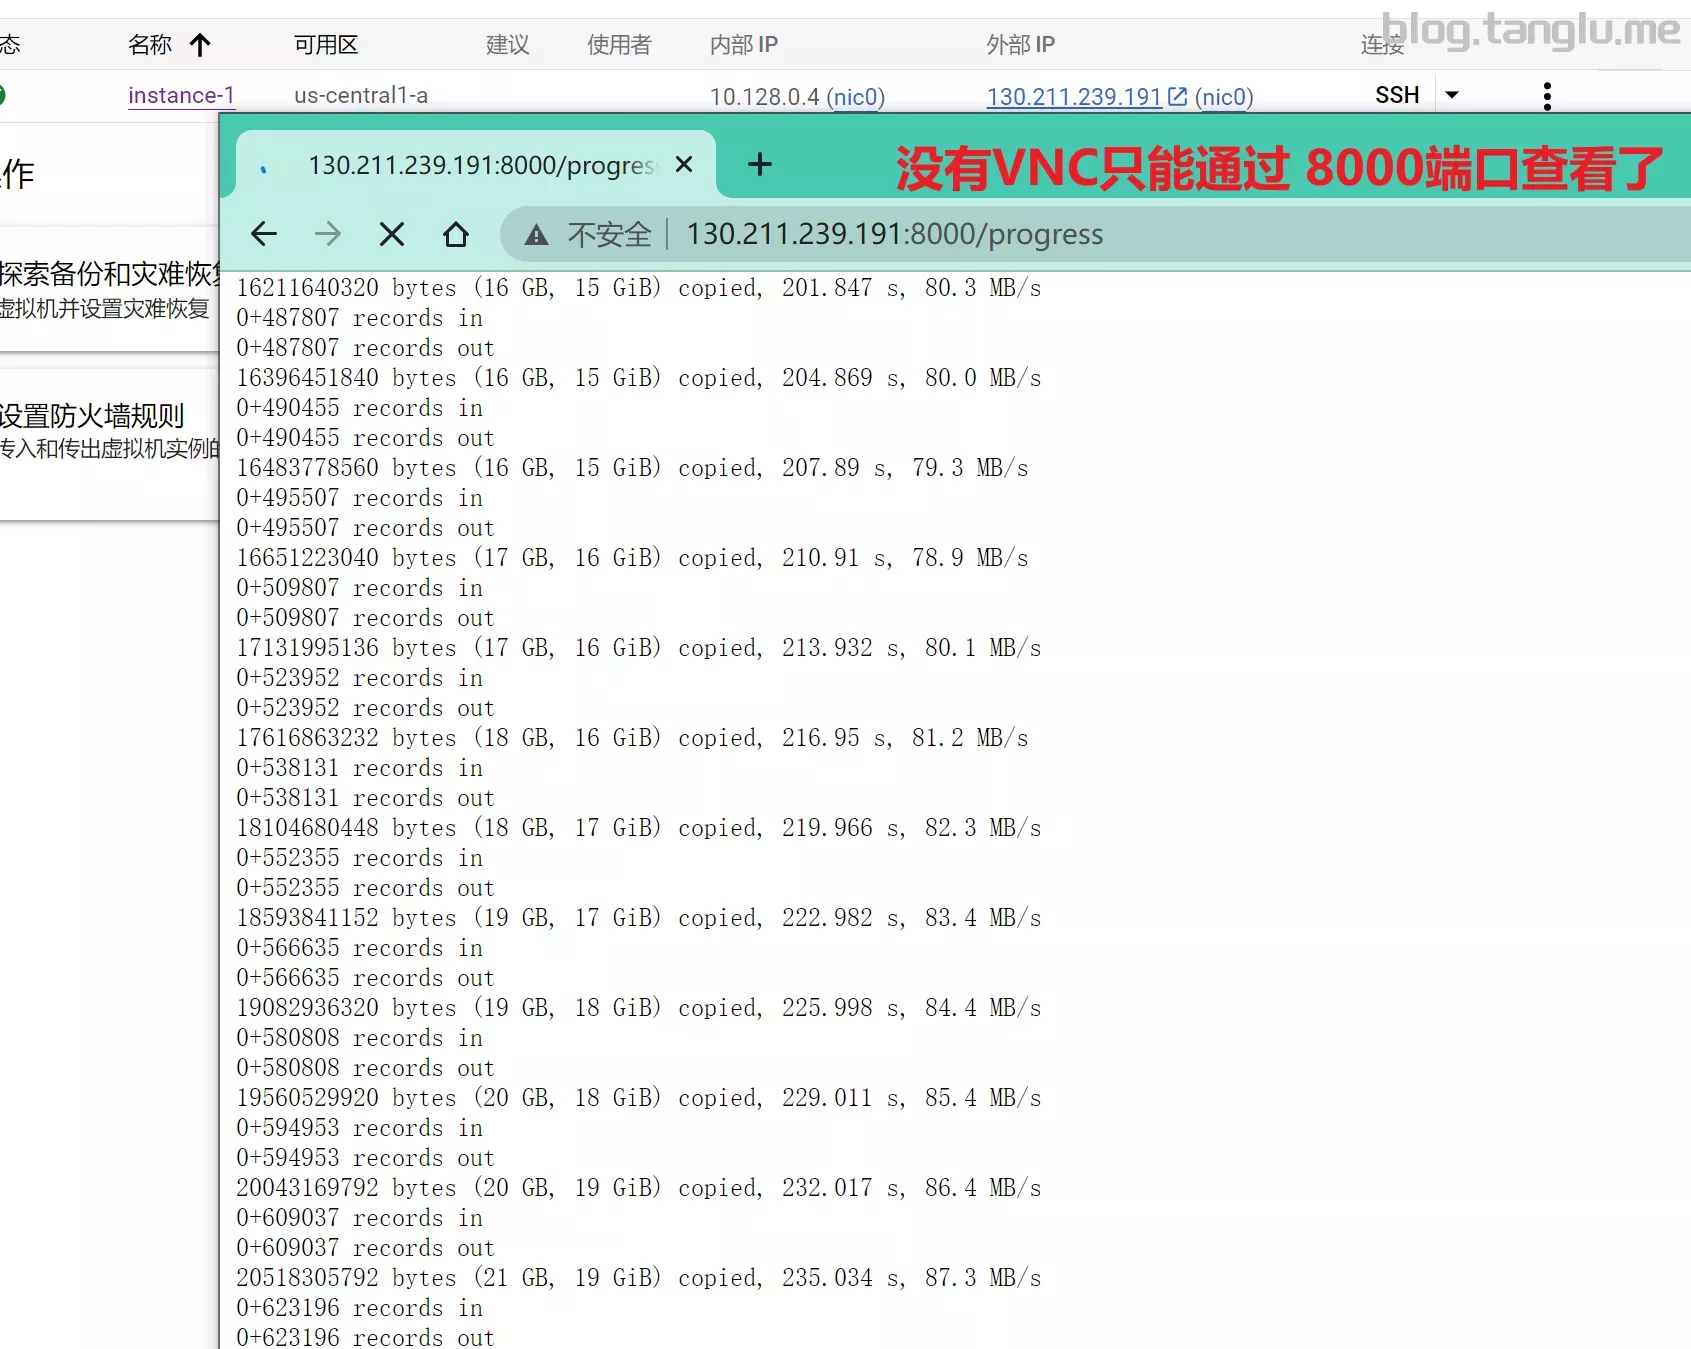 blog.tanglu.me
态 名称 可用区 建议 使用者 内部 IP 外部 IP 连接
instance-1 us-central1-a 10.128.0.4 (nic0) 130.211.239.191 (nic0) SSH
作
探索备份和灾难恢复
虚拟机并设置灾难恢复
设置防火墙规则
传入和传出虚拟机实例的
130.211.239.191:8000/progres
没有VNC只能通过 8000端口查看了
不安全 130.211.239.191:8000/progress
16211640320 bytes (16 GB, 15 GiB) copied, 201.847 s, 80.3 MB/s
0+487807 records in
0+487807 records out
16396451840 bytes (16 GB, 15 GiB) copied, 204.869 s, 80.0 MB/s
0+490455 records in
0+490455 records out
16483778560 bytes (16 GB, 15 GiB) copied, 207.89 s, 79.3 MB/s
0+495507 records in
0+495507 records out
16651223040 bytes (17 GB, 16 GiB) copied, 210.91 s, 78.9 MB/s
0+509807 records in
0+509807 records out
17131995136 bytes (17 GB, 16 GiB) copied, 213.932 s, 80.1 MB/s
0+523952 records in
0+523952 records out
17616863232 bytes (18 GB, 16 GiB) copied, 216.95 s, 81.2 MB/s
0+538131 records in
0+538131 records out
18104680448 bytes (18 GB, 17 GiB) copied, 219.966 s, 82.3 MB/s
0+552355 records in
0+552355 records out
18593841152 bytes (19 GB, 17 GiB) copied, 222.982 s, 83.4 MB/s
0+566635 records in
0+566635 records out
19082936320 bytes (19 GB, 18 GiB) copied, 225.998 s, 84.4 MB/s
0+580808 records in
0+580808 records out
19560529920 bytes (20 GB, 18 GiB) copied, 229.011 s, 85.4 MB/s
0+594953 records in
0+594953 records out
20043169792 bytes (20 GB, 19 GiB) copied, 232.017 s, 86.4 MB/s
0+609037 records in
0+609037 records out
20518305792 bytes (21 GB, 19 GiB) copied, 235.034 s, 87.3 MB/s
0+623196 records in
0+623196 records out